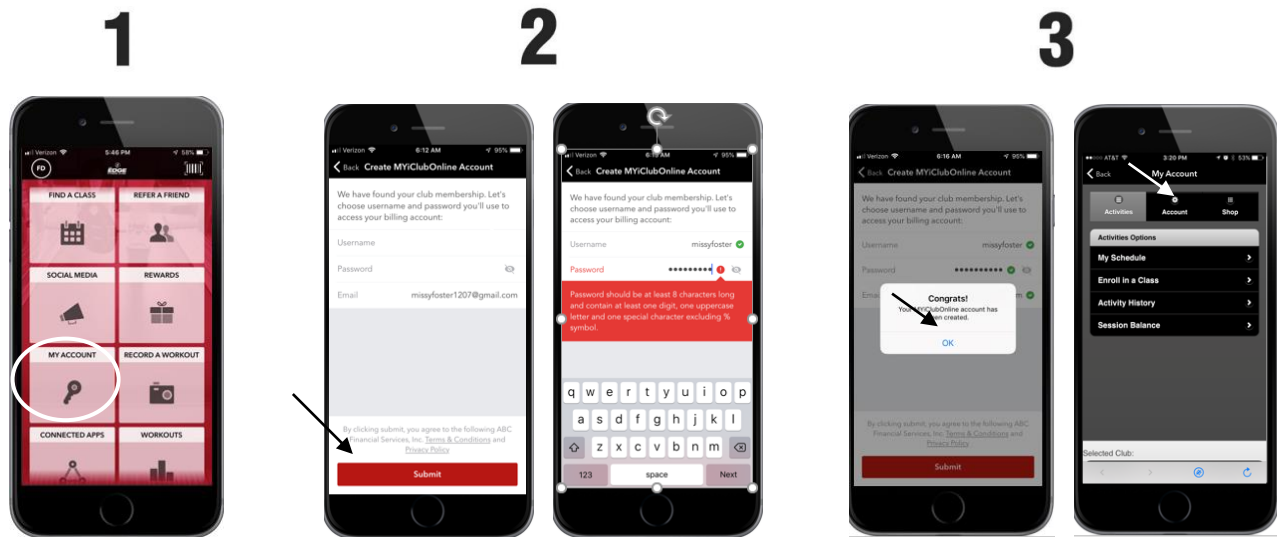 1
2
3
Verizon 5:46 PM 58%
FD
EDGE
FIND A CLASS
REFER A FRIEND
SOCIAL MEDIA
REWARDS
MY ACCOUNT
RECORD A WORKOUT
CONNECTED APPS
WORKOUTS
Verizon 6:12 AM 95%
Back Create MYiClubOnline Account
We have found your club membership. Let's
choose username and password you'll use to
access your billing account:
Username
Password
Email missyfoster1207@gmail.com
By clicking submit, you agree to the following ABC
Financial Services, Inc. Terms & Conditions and
Privacy Policy
Submit
Verizon AM 95%
Back Create MYiClubOnline Account
We have found your club membership. Let's
choose username and password you'll use to
access your billing account:
Username missyfoster
Password
Password should be at least 8 characters long
and contain at least one digit, one uppercase
letter and one special character excluding %
symbol.
q w e r t y u i o p
a s d f g h j k l
z x c v b n m
123 space Next
Verizon 6:16 AM 95%
Back Create MYiClubOnline Account
We have found your club membership. Let's
choose username and password you'll use to
access your billing account:
Username missyfoster
Password
Congrats!
Your MYiClubOnline account has
been created.
OK
By clicking submit, you agree to the following ABC
Financial Services, Inc. Terms & Conditions and
Privacy Policy
Submit
AT&T 3:20 PM 53%
Back My Account
Activities Account Shop
Activities Options
My Schedule
Enroll in a Class
Activity History
Session Balance
Selected Club: